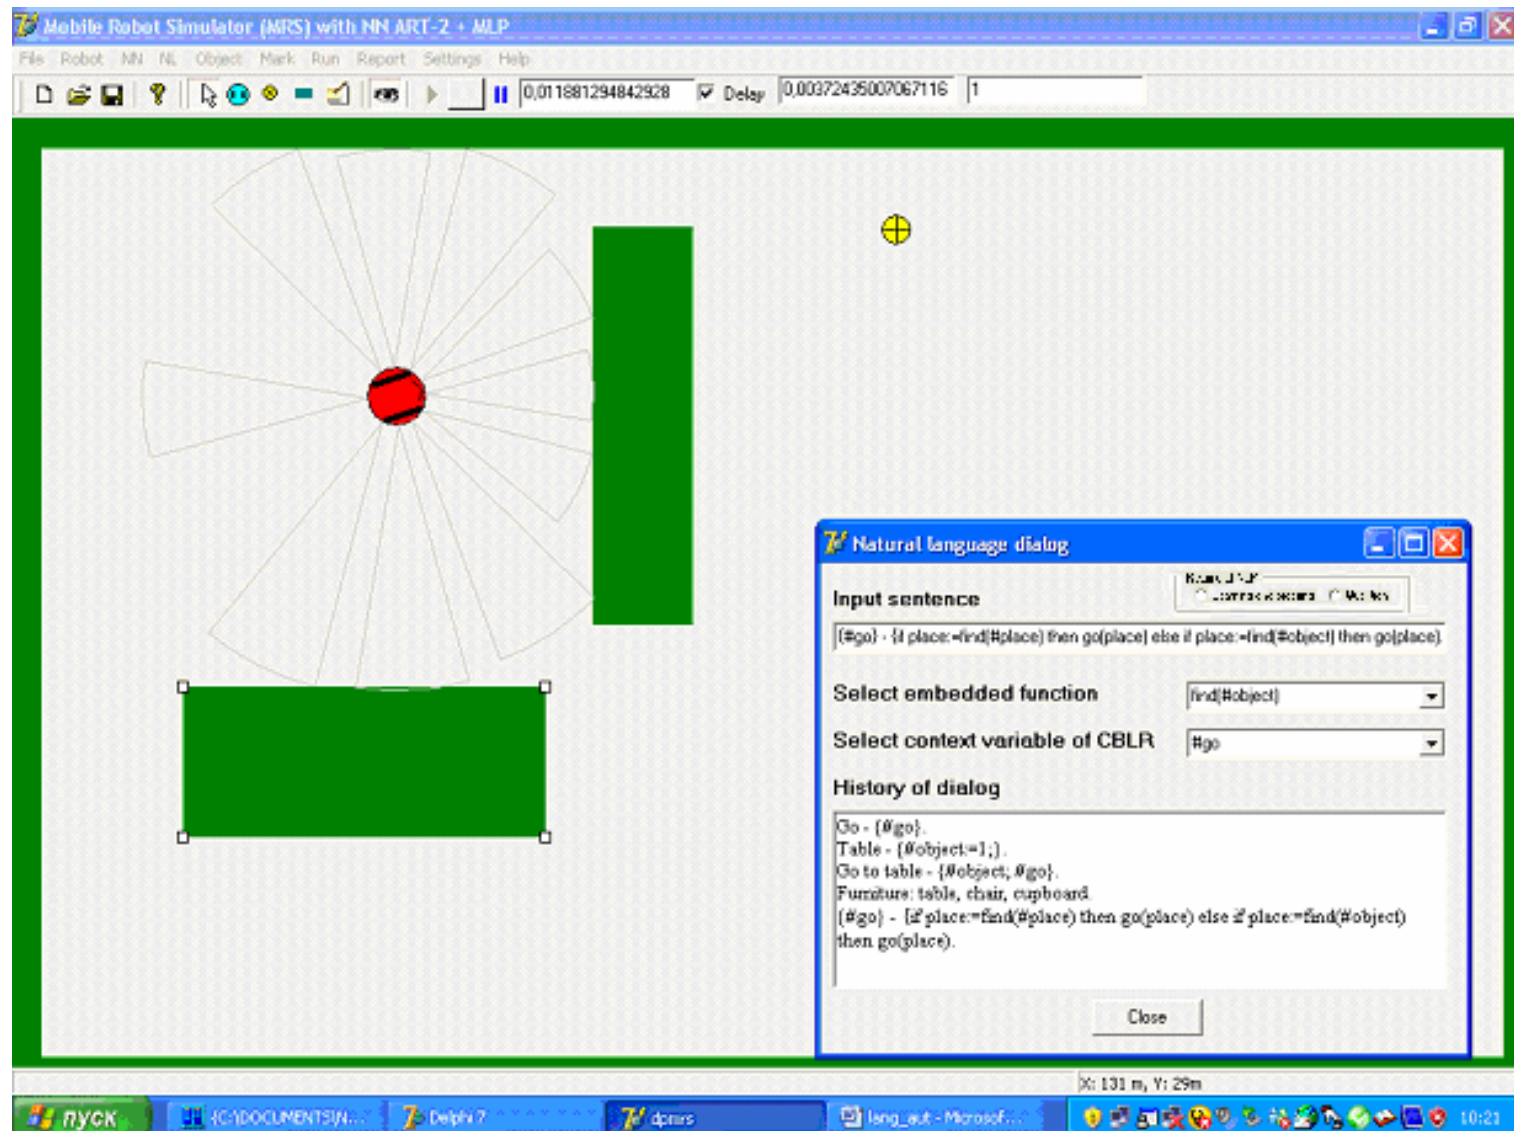 Mobile Robot Simulator (MRS) with NN ART-2 + MLP
File Robot NN NL Object Mark Run Report Settings Help
0,011881294842928 Delay 0,00372435007067116 1
Natural language dialog
Input sentence
{#go} - {if place:=find(#place) then go(place) else if place:=find(#object) then go(place).
Select embedded function find(#object)
Select context variable of CBLR #go
History of dialog
Go - {#go}.
Table - {#object:=1;}.
Go to table - {#object; #go}.
Furniture: table, chair, cupboard.
{#go} - {if place:=find(#place) then go(place) else if place:=find(#object)
then go(place).
Close
X: 131 m, Y: 29m
пуск {C:\DOCUMENTS\N... Delphi 7 dpmrs lang_aut - Microsof... 10:21